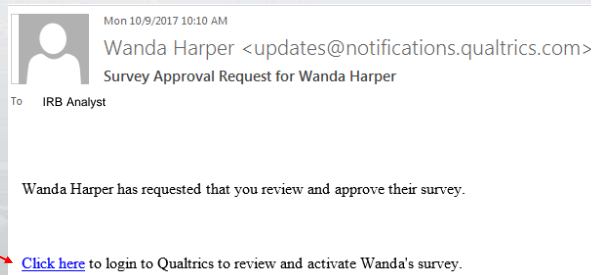 Mon 10/9/2017 10:10 AM
Wanda Harper <updates@notifications.qualtrics.com>
Survey Approval Request for Wanda Harper
To IRB Analyst
Wanda Harper has requested that you review and approve their survey.
Click here to login to Qualtrics to review and activate Wanda's survey.